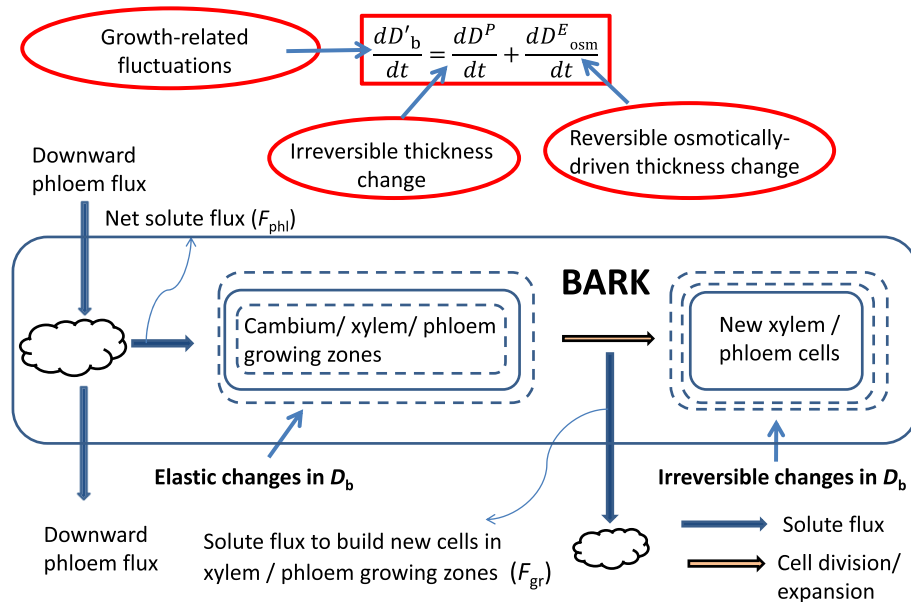 Growth-related
fluctuations
dD′b/dt = dD^P/dt + dD^E_osm/dt
Irreversible thickness
change
Reversible osmotically-
driven thickness change
Downward
phloem flux
Net solute flux (Fphl)
BARK
Cambium/ xylem/ phloem
growing zones
New xylem /
phloem cells
Elastic changes in Db
Irreversible changes in Db
Downward
phloem flux
Solute flux to build new cells in
xylem / phloem growing zones (Fgr)
Solute flux
Cell division/
expansion